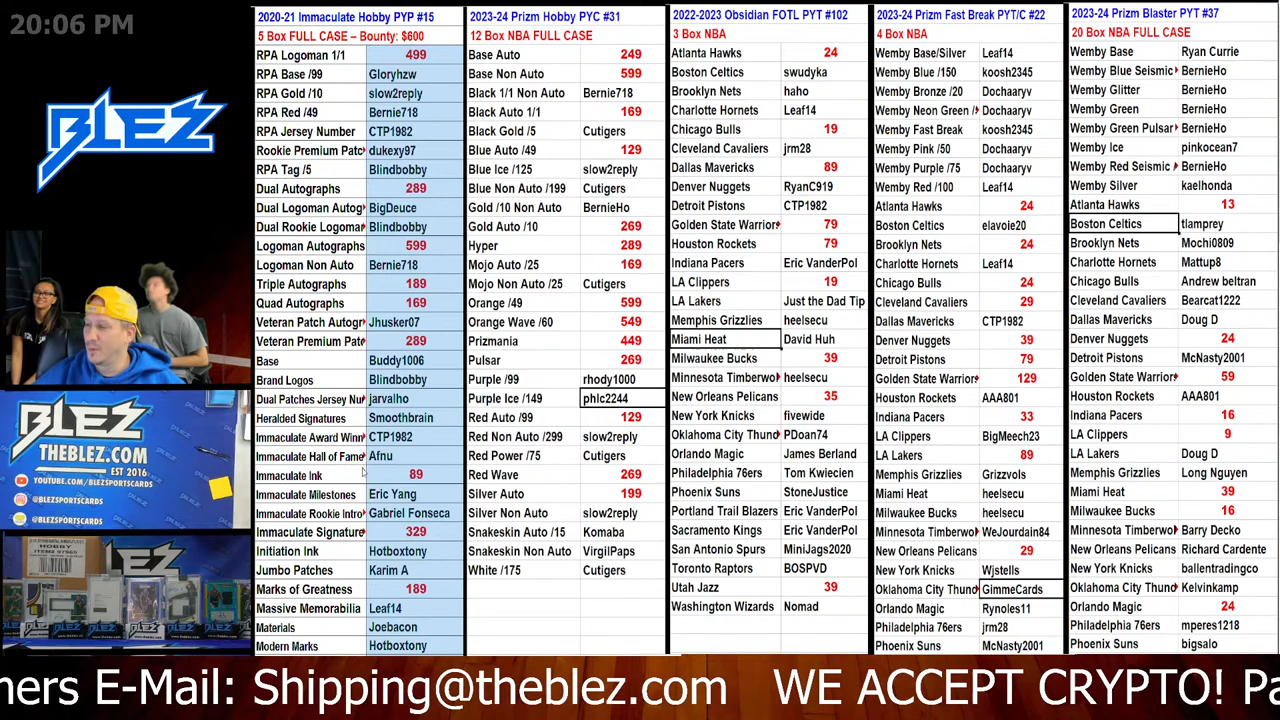 20:06 PM
BLEZ
BLEZ
THEBLEZ.COM
EST 2016
YOUTUBE.COM/BLEZSPORTSCARDS
@BLEZSPORTSCARDS
@BLEZSPORTSCARDS
HOBBY
2020-21 Immaculate Hobby PYP #15
5 Box FULL CASE – Bounty: $600
RPA Logoman 1/1 499
RPA Base /99 Gloryhzw
RPA Gold /10 slow2reply
RPA Red /49 Bernie718
RPA Jersey Number CTP1982
Rookie Premium Patc dukexy97
RPA Tag /5 Blindbobby
Dual Autographs 289
Dual Logoman Autog BigDeuce
Dual Rookie Logoma Blindbobby
Logoman Autographs 599
Logoman Non Auto Bernie718
Triple Autographs 189
Quad Autographs 169
Veteran Patch Autogr Jhusker07
Veteran Premium Pat 289
Base Buddy1006
Brand Logos Blindbobby
Dual Patches Jersey Nu jarvalho
Heralded Signatures Smoothbrain
Immaculate Award Winn CTP1982
Immaculate Hall of Fame Afnu
Immaculate Ink 89
Immaculate Milestones Eric Yang
Immaculate Rookie Intro Gabriel Fonseca
Immaculate Signature 329
Initiation Ink Hotboxtony
Jumbo Patches Karim A
Marks of Greatness 189
Massive Memorabilia Leaf14
Materials Joebacon
Modern Marks Hotboxtony
2023-24 Prizm Hobby PYC #31
12 Box NBA FULL CASE
Base Auto 249
Base Non Auto 599
Black 1/1 Non Auto Bernie718
Black Auto 1/1 169
Black Gold /5 Cutigers
Blue Auto /49 129
Blue Ice /125 slow2reply
Blue Non Auto /199 Cutigers
Gold /10 Non Auto BernieHo
Gold Auto /10 269
Hyper 289
Mojo Auto /25 169
Mojo Non Auto /25 Cutigers
Orange /49 599
Orange Wave /60 549
Prizmania 449
Pulsar 269
Purple /99 rhody1000
Purple Ice /149 phlc2244
Red Auto /99 129
Red Non Auto /299 slow2reply
Red Power /75 Cutigers
Red Wave 269
Silver Auto 199
Silver Non Auto slow2reply
Snakeskin Auto /15 Komaba
Snakeskin Non Auto VirgilPaps
White /175 Cutigers
2022-2023 Obsidian FOTL PYT #102
3 Box NBA
Atlanta Hawks 24
Boston Celtics swudyka
Brooklyn Nets haho
Charlotte Hornets Leaf14
Chicago Bulls 19
Cleveland Cavaliers jrm28
Dallas Mavericks 89
Denver Nuggets RyanC919
Detroit Pistons CTP1982
Golden State Warriors 79
Houston Rockets 79
Indiana Pacers Eric VanderPol
LA Clippers 19
LA Lakers Just the Dad Tip
Memphis Grizzlies heelsecu
Miami Heat David Huh
Milwaukee Bucks 39
Minnesota Timberwo heelsecu
New Orleans Pelicans 35
New York Knicks fivewide
Oklahoma City Thund PDoan74
Orlando Magic James Berland
Philadelphia 76ers Tom Kwiecien
Phoenix Suns StoneJustice
Portland Trail Blazers Eric VanderPol
Sacramento Kings Eric VanderPol
San Antonio Spurs MiniJags2020
Toronto Raptors BOSPVD
Utah Jazz 39
Washington Wizards Nomad
2023-24 Prizm Fast Break PYT/C #22
4 Box NBA
Wemby Base/Silver Leaf14
Wemby Blue /150 koosh2345
Wemby Bronze /20 Dochaaryv
Wemby Neon Green / Dochaaryv
Wemby Fast Break koosh2345
Wemby Pink /50 Dochaaryv
Wemby Purple /75 Dochaaryv
Wemby Red /100 Leaf14
Atlanta Hawks 24
Boston Celtics elavoie20
Brooklyn Nets 24
Charlotte Hornets Leaf14
Chicago Bulls 24
Cleveland Cavaliers 29
Dallas Mavericks CTP1982
Denver Nuggets 39
Detroit Pistons 79
Golden State Warriors 129
Houston Rockets AAA801
Indiana Pacers 33
LA Clippers BigMeech23
LA Lakers 89
Memphis Grizzlies Grizzvols
Miami Heat heelsecu
Milwaukee Bucks heelsecu
Minnesota Timberwo WeJourdain84
New Orleans Pelicans 29
New York Knicks Wjstells
Oklahoma City Thund GimmeCards
Orlando Magic Rynoles11
Philadelphia 76ers jrm28
Phoenix Suns McNasty2001
2023-24 Prizm Blaster PYT #37
20 Box NBA FULL CASE
Wemby Base Ryan Currie
Wemby Blue Seismic BernieHo
Wemby Glitter BernieHo
Wemby Green BernieHo
Wemby Green Pulsar BernieHo
Wemby Ice pinkocean7
Wemby Red Seismic BernieHo
Wemby Silver kaelhonda
Atlanta Hawks 13
Boston Celtics tlamprey
Brooklyn Nets Mochi0809
Charlotte Hornets Mattup8
Chicago Bulls Andrew beltran
Cleveland Cavaliers Bearcat1222
Dallas Mavericks Doug D
Denver Nuggets 24
Detroit Pistons McNasty2001
Golden State Warriors 59
Houston Rockets AAA801
Indiana Pacers 16
LA Clippers 9
LA Lakers Doug D
Memphis Grizzlies Long Nguyen
Miami Heat 39
Milwaukee Bucks 16
Minnesota Timberwo Barry Decko
New Orleans Pelicans Richard Cardente
New York Knicks ballentradingco
Oklahoma City Thund Kelvinkamp
Orlando Magic 24
Philadelphia 76ers mperes1218
Phoenix Suns bigsalo
mers E-Mail: Shipping@theblez.com WE ACCEPT CRYPTO! Pa